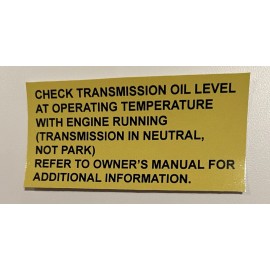 CHECK TRANSMISSION OIL LEVEL
AT OPERATING TEMPERATURE
WITH ENGINE RUNNING
(TRANSMISSION IN NEUTRAL,
NOT PARK)
REFER TO OWNER'S MANUAL FOR
ADDITIONAL INFORMATION.